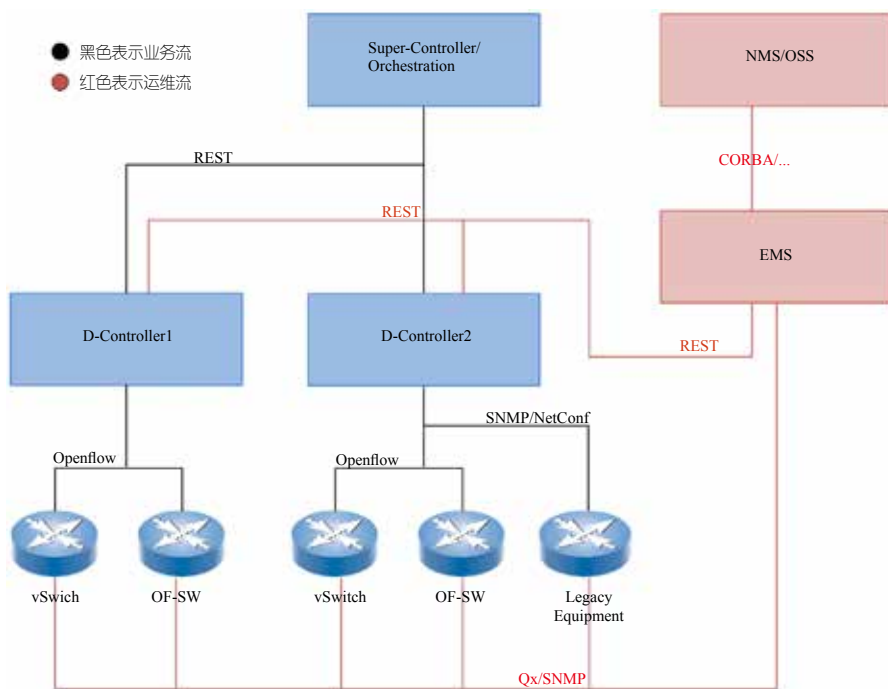 黑色表示业务流
红色表示运维流
Super-Controller/
Orchestration
NMS/OSS
REST
CORBA/...
REST
EMS
D-Controller1
D-Controller2
REST
SNMP/NetConf
Openflow
Openflow
vSwich
OF-SW
vSwitch
OF-SW
Legacy
Equipment
Qx/SNMP